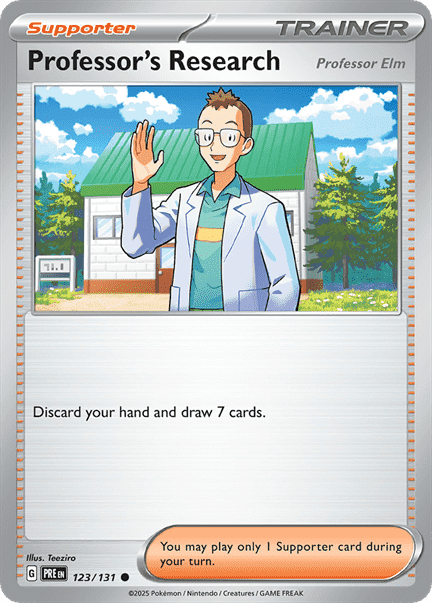 Supporter
TRAINER
Professor's Research
Professor Elm
Discard your hand and draw 7 cards.
Illus. Teeziro
You may play only 1 Supporter card during
your turn.
G PRE EN 123/131
©2025 Pokémon / Nintendo / Creatures / GAME FREAK